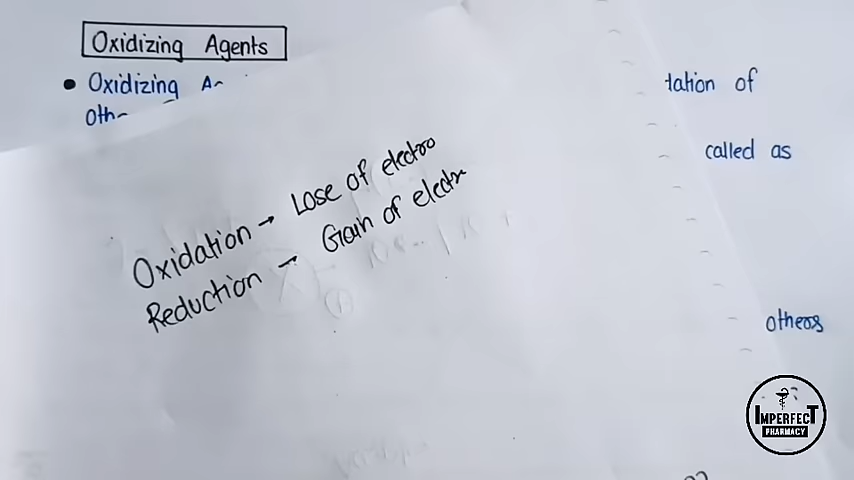 Oxidizing Agents
Oxidizing
tation of
called as
Oxidation → Lose of electro
Reduction → Gain of electr
others
IMPERFECT
PHARMACY